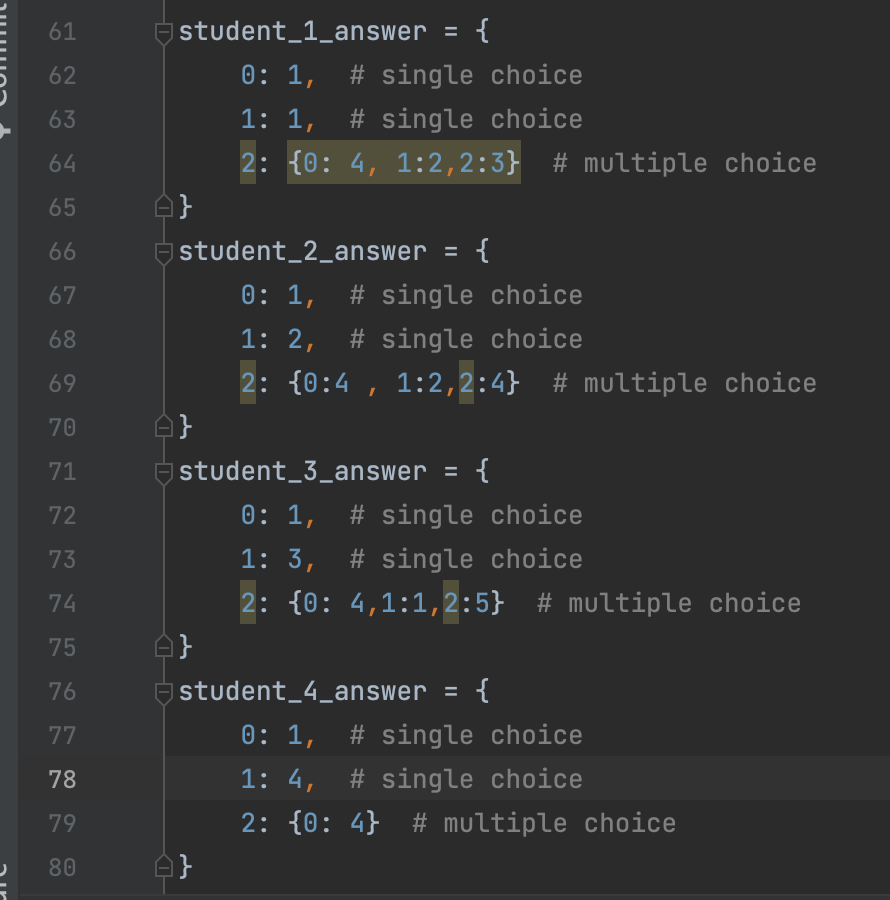 61 student_1_answer = {
62 0: 1, # single choice
63 1: 1, # single choice
64 2: {0: 4, 1:2,2:3} # multiple choice
65 }
66 student_2_answer = {
67 0: 1, # single choice
68 1: 2, # single choice
69 2: {0:4 , 1:2,2:4} # multiple choice
70 }
71 student_3_answer = {
72 0: 1, # single choice
73 1: 3, # single choice
74 2: {0: 4,1:1,2:5} # multiple choice
75 }
76 student_4_answer = {
77 0: 1, # single choice
78 1: 4, # single choice
79 2: {0: 4} # multiple choice
80 }
Commit